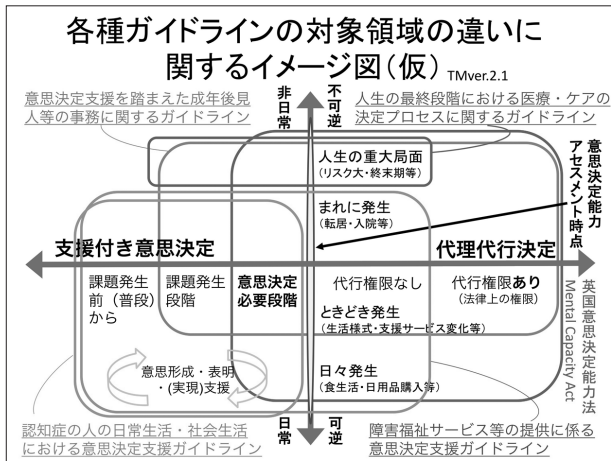 各種ガイドラインの対象領域の違いに
関するイメージ図(仮) TMver.2.1
意思決定支援を踏まえた成年後見
人等の事務に関するガイドライン
非日常
不可逆
人生の最終段階における医療・ケアの
決定プロセスに関するガイドライン
人生の重大局面
(リスク大・終末期等)
意思決定能力
アセスメント時点
まれに発生
(転居・入院等)
支援付き意思決定
代理代行決定
課題発生
前(普段)
から
課題発生
段階
意思決定
必要段階
代行権限なし
代行権限あり
(法律上の権限)
ときどき発生
(生活様式・支援サービス変化等)
英国意思決定能力法
Mental Capacity Act
意思形成・表明
・(実現)支援
日々発生
(食生活・日用品購入等)
認知症の人の日常生活・社会生活
における意思決定支援ガイドライン
日常
可逆
障害福祉サービス等の提供に係る
意思決定支援ガイドライン